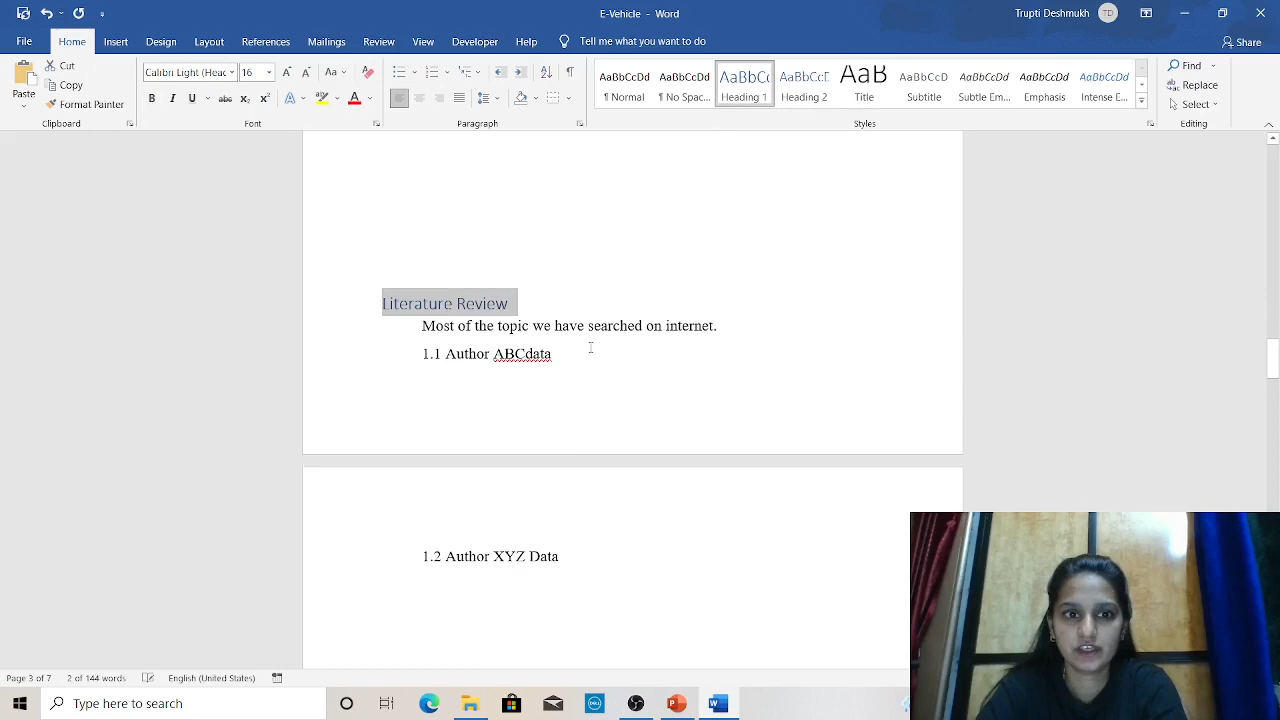 E-Vehicle - Word
Trupti Deshmukh
TD
File Home Insert Design Layout References Mailings Review View Developer Help Tell me what you want to do Share
Paste
Cut
Copy
Format Painter
Clipboard
Calibri Light (Head 16
Font
Paragraph
AaBbCcDd AaBbCcDd AaBbCc AaBbCcD AaB AaBbCcD AaBbCcDd AaBbCcDd AaBbCcDd
¶ Normal ¶ No Spac... Heading 1 Heading 2 Title Subtitle Subtle Em... Emphasis Intense E...
Styles
Find
Replace
Select
Editing
Literature Review
Most of the topic we have searched on internet.
1.1 Author ABCdata
1.2 Author XYZ Data
Page 3 of 7 2 of 144 words English (United States)
Type here to search